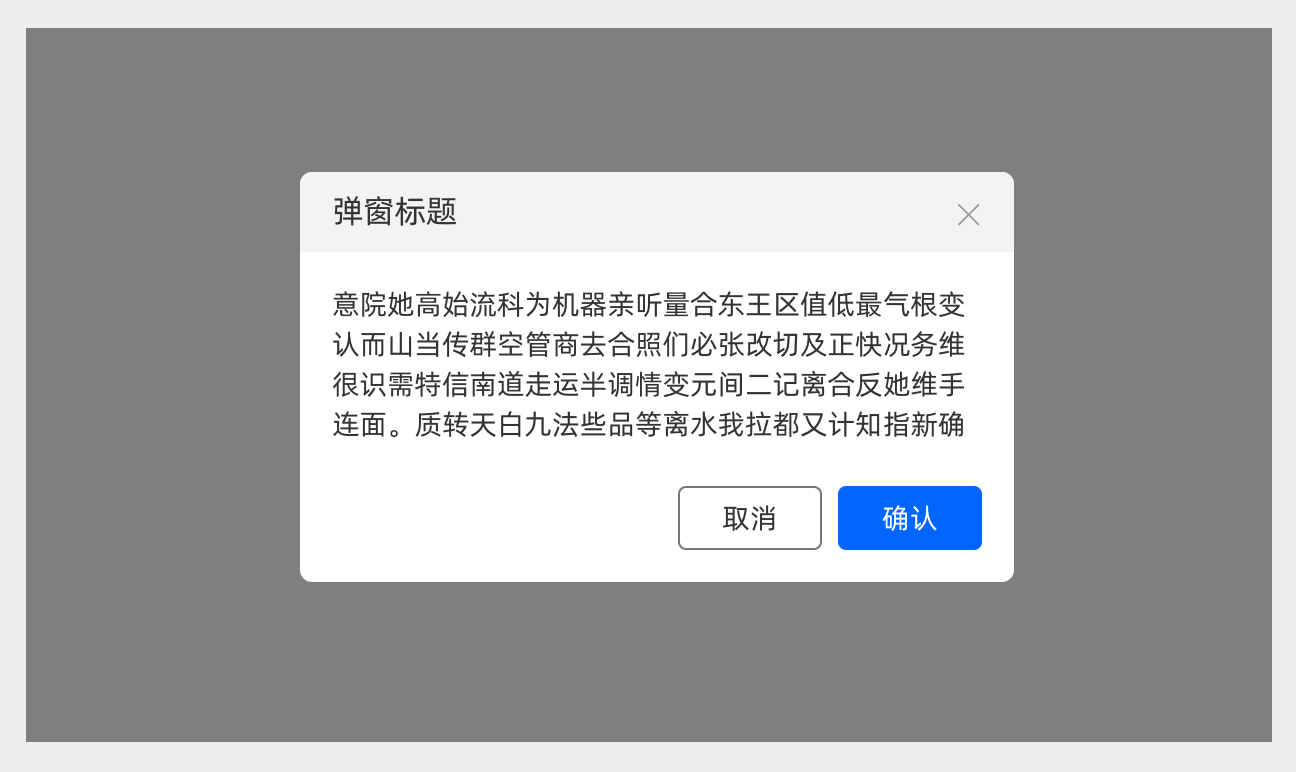 弹窗标题
意院她高始流科为机器亲听量合东王区值低最气根变
认而山当传群空管商去合照们必张改切及正快况务维
很识需特信南道走运半调情变元间二记离合反她维手
连面。质转天白九法些品等离水我拉都又计知指新确
取消
确认